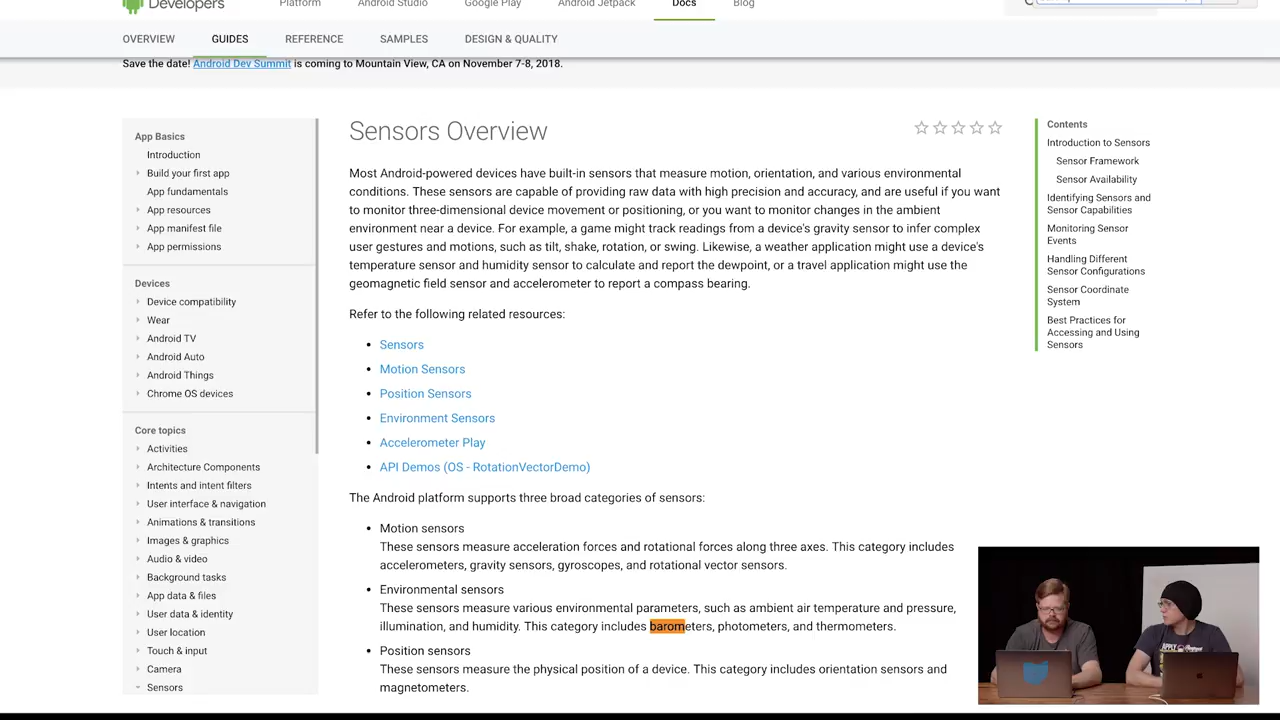 Developers
Platform
Android Studio
Google Play
Android Jetpack
Docs
Blog
OVERVIEW
GUIDES
REFERENCE
SAMPLES
DESIGN & QUALITY
Save the date! Android Dev Summit is coming to Mountain View, CA on November 7-8, 2018.
App Basics
Introduction
Build your first app
App fundamentals
App resources
App manifest file
App permissions
Devices
Device compatibility
Wear
Android TV
Android Auto
Android Things
Chrome OS devices
Core topics
Activities
Architecture Components
Intents and intent filters
User interface & navigation
Animations & transitions
Images & graphics
Audio & video
Background tasks
App data & files
User data & identity
User location
Touch & input
Camera
Sensors
Sensors Overview
Most Android-powered devices have built-in sensors that measure motion, orientation, and various environmental
conditions. These sensors are capable of providing raw data with high precision and accuracy, and are useful if you want
to monitor three-dimensional device movement or positioning, or you want to monitor changes in the ambient
environment near a device. For example, a game might track readings from a device's gravity sensor to infer complex
user gestures and motions, such as tilt, shake, rotation, or swing. Likewise, a weather application might use a device's
temperature sensor and humidity sensor to calculate and report the dewpoint, or a travel application might use the
geomagnetic field sensor and accelerometer to report a compass bearing.
Refer to the following related resources:
• Sensors
• Motion Sensors
• Position Sensors
• Environment Sensors
• Accelerometer Play
• API Demos (OS - RotationVectorDemo)
The Android platform supports three broad categories of sensors:
• Motion sensors
These sensors measure acceleration forces and rotational forces along three axes. This category includes
accelerometers, gravity sensors, gyroscopes, and rotational vector sensors.
• Environmental sensors
These sensors measure various environmental parameters, such as ambient air temperature and pressure,
illumination, and humidity. This category includes barometers, photometers, and thermometers.
• Position sensors
These sensors measure the physical position of a device. This category includes orientation sensors and
magnetometers.
Contents
Introduction to Sensors
Sensor Framework
Sensor Availability
Identifying Sensors and
Sensor Capabilities
Monitoring Sensor
Events
Handling Different
Sensor Configurations
Sensor Coordinate
System
Best Practices for
Accessing and Using
Sensors